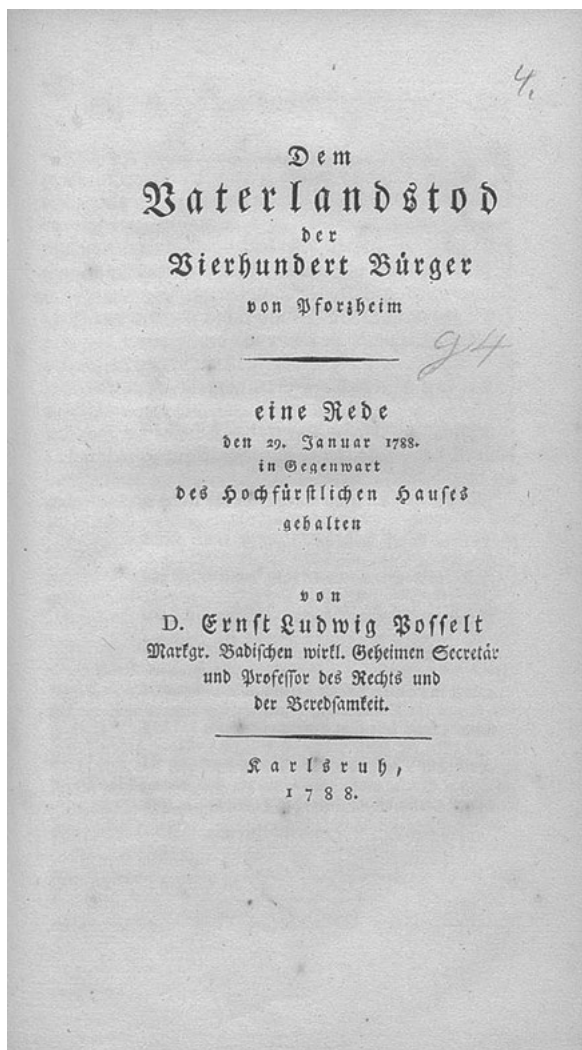 4.
Dem
Vaterlandstod
der
Vierhundert Bürger
von Pforzheim
94
eine Rede
den 29. Januar 1788.
in Gegenwart
des Hochfürstlichen Hauses
gehalten
von
D. Ernst Ludwig Posselt
Markgr. Badischen wirkl. Geheimen Secretär
und Professor des Rechts und
der Beredsamkeit.
Karlsruh,
1788.